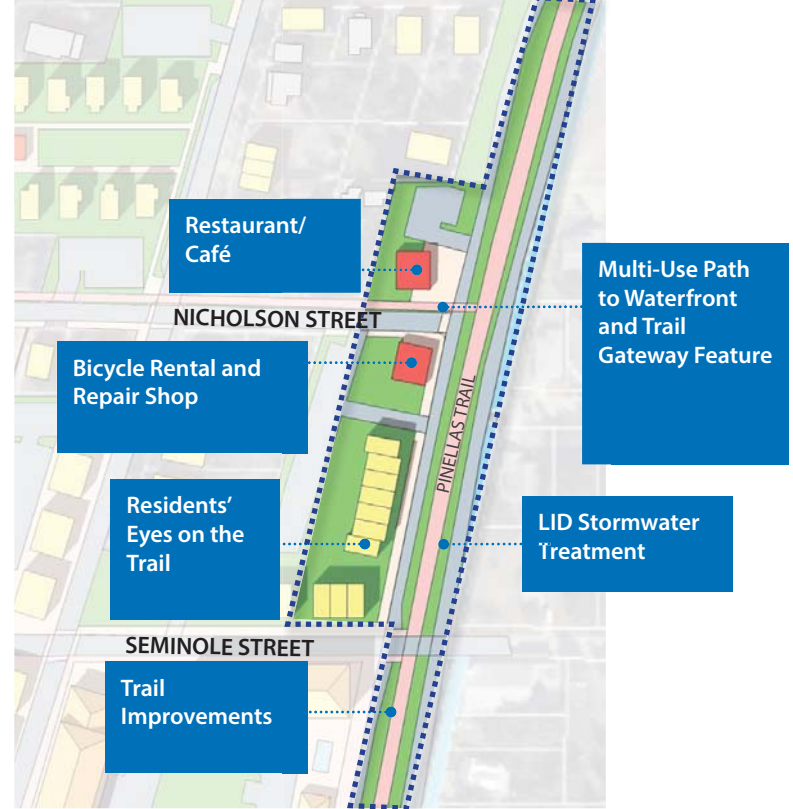 Restaurant/
Café
NICHOLSON STREET
Multi-Use Path
to Waterfront
and Trail
Gateway Feature
Bicycle Rental and
Repair Shop
PINELLAS TRAIL
Residents’
Eyes on the
Trail
LID Stormwater
Treatment
SEMINOLE STREET
Trail
Improvements